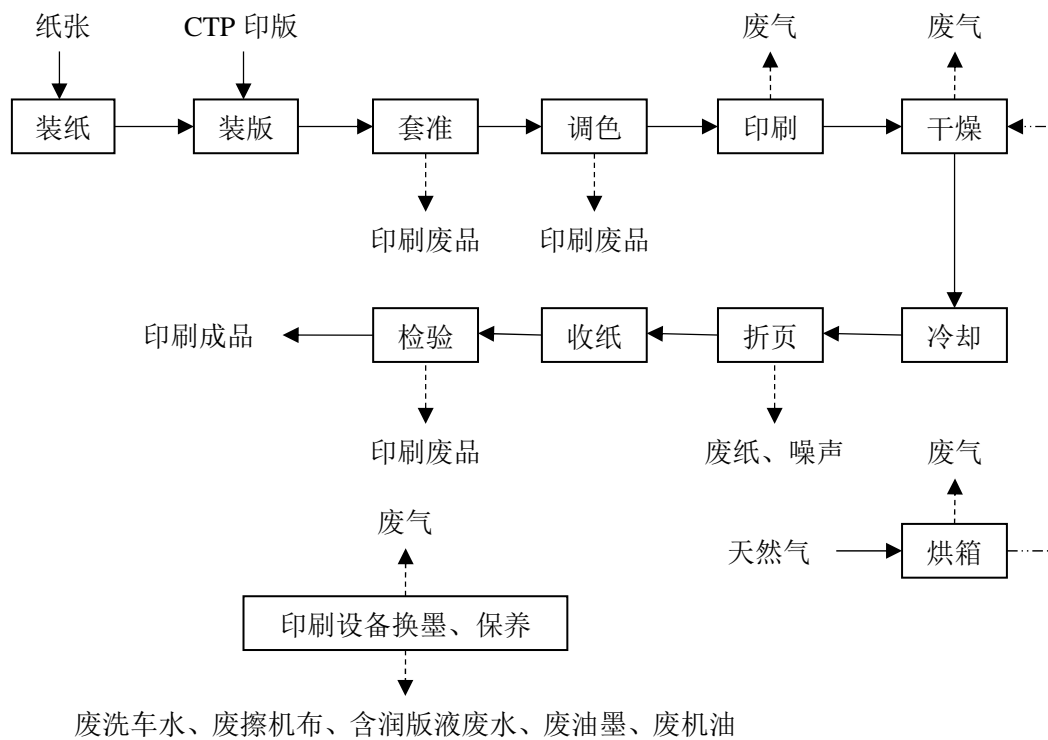 纸张
CTP 印版
废气
废气
装纸
装版
套准
调色
印刷
干燥
印刷废品
印刷废品
印刷成品
检验
收纸
折页
冷却
印刷废品
废纸、噪声
废气
废气
天然气
烘箱
印刷设备换墨、保养
废洗车水、废擦机布、含润版液废水、废油墨、废机油